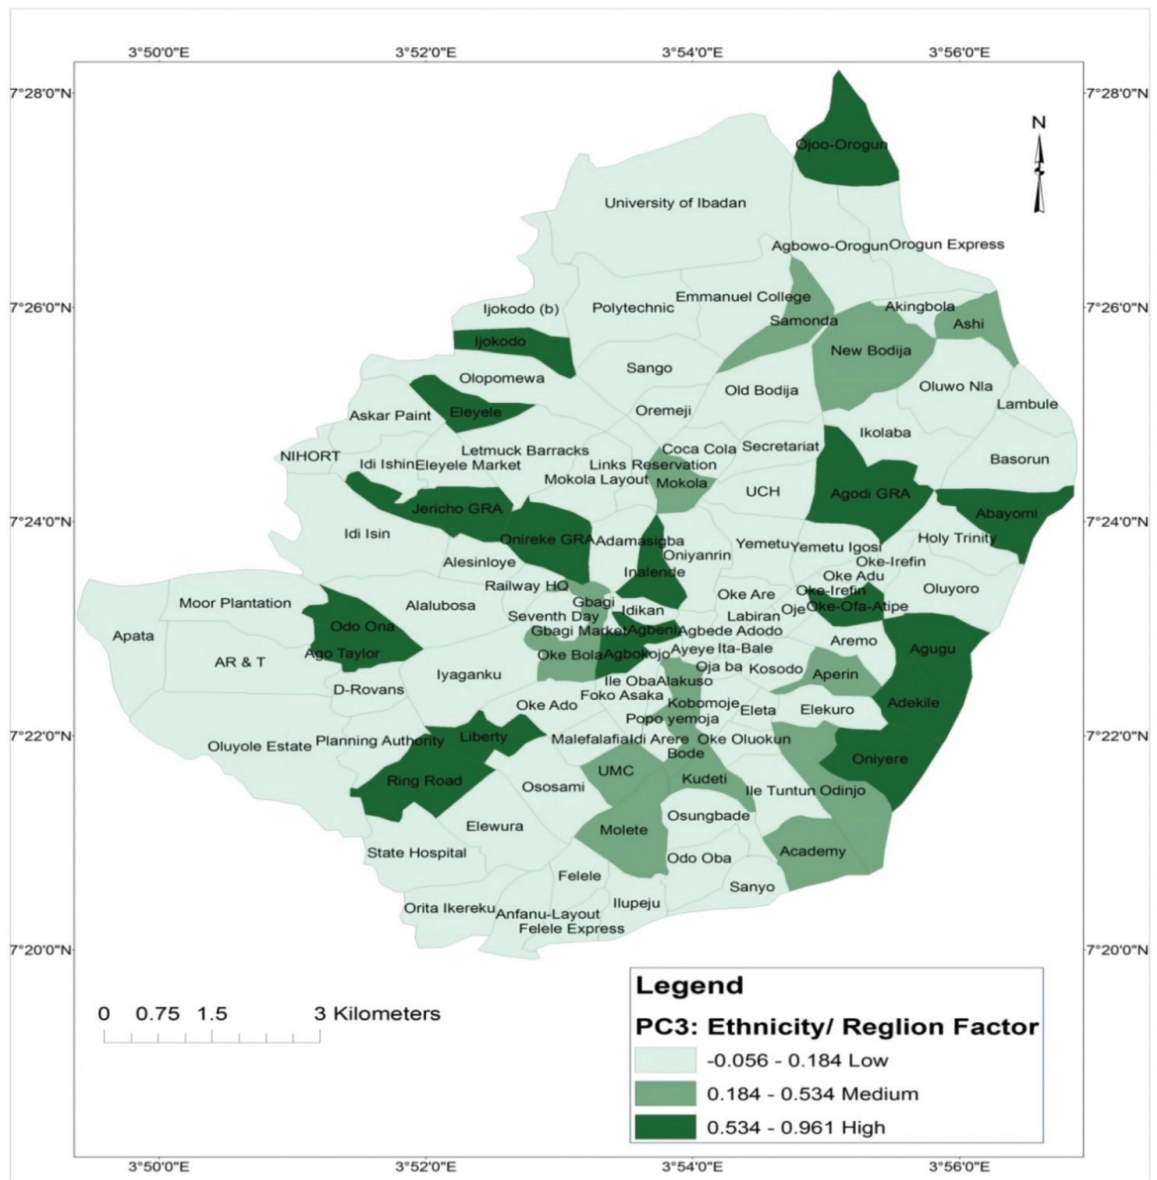 3°50'0"E 3°52'0"E 3°54'0"E 3°56'0"E
7°28'0"N 7°28'0"N
N
Ojoo-Orogun
University of Ibadan
Agbowo-Orogun Orogun Express
7°26'0"N 7°26'0"N
Ijokodo (b) Polytechnic Emmanuel College Akingbola
Samonda Ashi
Ijokodo New Bodija
Sango
Olopomewa Old Bodija Oluwo Nla
Askar Paint Eleyele Oremeji Lambule
Ikolaba
Letmuck Barracks Coca Cola Secretariat
NIHORT Idi Ishin Eleyele Market Links Reservation Basorun
Mokola Layout Mokola UCH Agodi GRA
Jericho GRA Abayomi
7°24'0"N 7°24'0"N
Idi Isin Onireke GRA Adamasigba Yemetu Yemetu Igosi Holy Trinity
Alesinloye Oniyanrin Oke-Irefin
Inalende Oke Adu
Railway HQ Oke Are Oke-Irefin Oluyoro
Moor Plantation Alalubosa Gbagi Idikan Oje Oke-Ofa-Atipe
Seventh Day Labiran
Apata Odo Ona Gbagi Market Agbeni Agbede Adodo Aremo
Ago Taylor Oke Bola Agbokojo Ayeye Ita-Bale Agugu
AR & T Iyaganku Oja ba Kosodo Aperin
D-Rovans Ile Oba Alakuso
Foko Asaka
Oke Ado Kobomoje Eleta Elekuro Adekile
Popo yemoja
7°22'0"N 7°22'0"N
Oluyole Estate Planning Authority Liberty Malefalafia Idi Arere Oke Oluokun
Bode Oniyere
Ring Road Ososami UMC Kudeti
Ile Tuntun Odinjo
Elewura Molete Osungbade
State Hospital Odo Oba Academy
Felele Sanyo
Orita Ikereku Anfanu-Layout Ilupeju
Felele Express
7°20'0"N 7°20'0"N
Legend
PC3: Ethnicity/ Reglion Factor
-0.056 - 0.184 Low
0.184 - 0.534 Medium
0.534 - 0.961 High
0 0.75 1.5 3 Kilometers
3°50'0"E 3°52'0"E 3°54'0"E 3°56'0"E